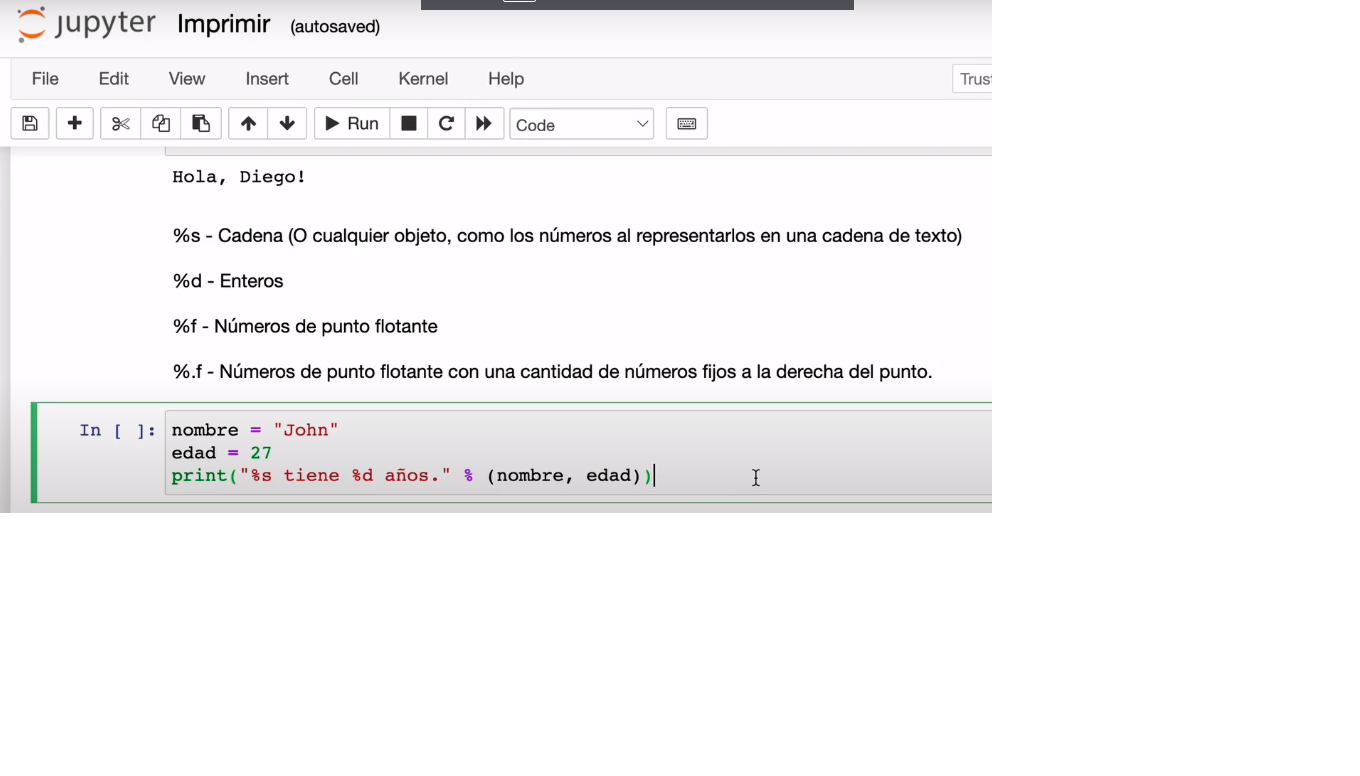 jupyter Imprimir (autosaved)
File Edit View Insert Cell Kernel Help
Run Code
Hola, Diego!
%s - Cadena (O cualquier objeto, como los números al representarlos en una cadena de texto)
%d - Enteros
%f - Números de punto flotante
%.f - Números de punto flotante con una cantidad de números fijos a la derecha del punto.
In [ ]: nombre = "John"
edad = 27
print("%s tiene %d años." % (nombre, edad))